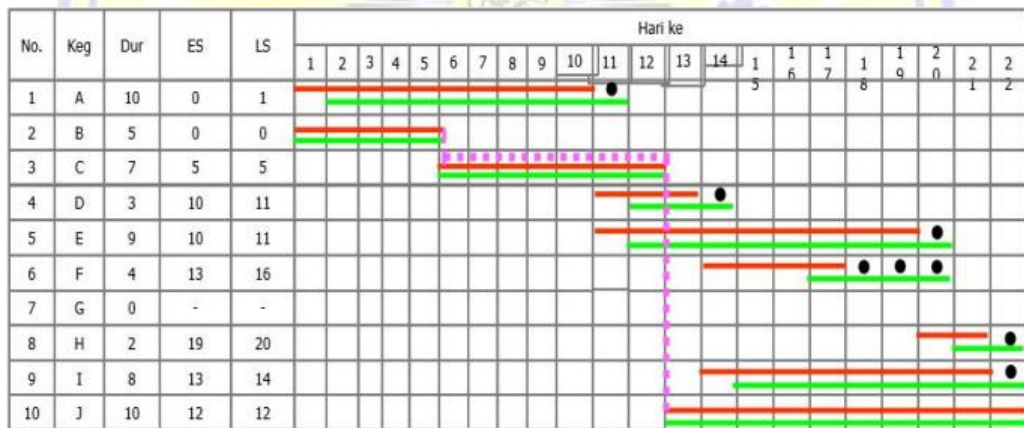 No. Keg Dur ES LS Hari ke
1 2 3 4 5 6 7 8 9 10 11 12 13 14 15 16 17 18 19 20 21 22
1 A 10 0 1
2 B 5 0 0
3 C 7 5 5
4 D 3 10 11
5 E 9 10 11
6 F 4 13 16
7 G 0 - -
8 H 2 19 20
9 I 8 13 14
10 J 10 12 12